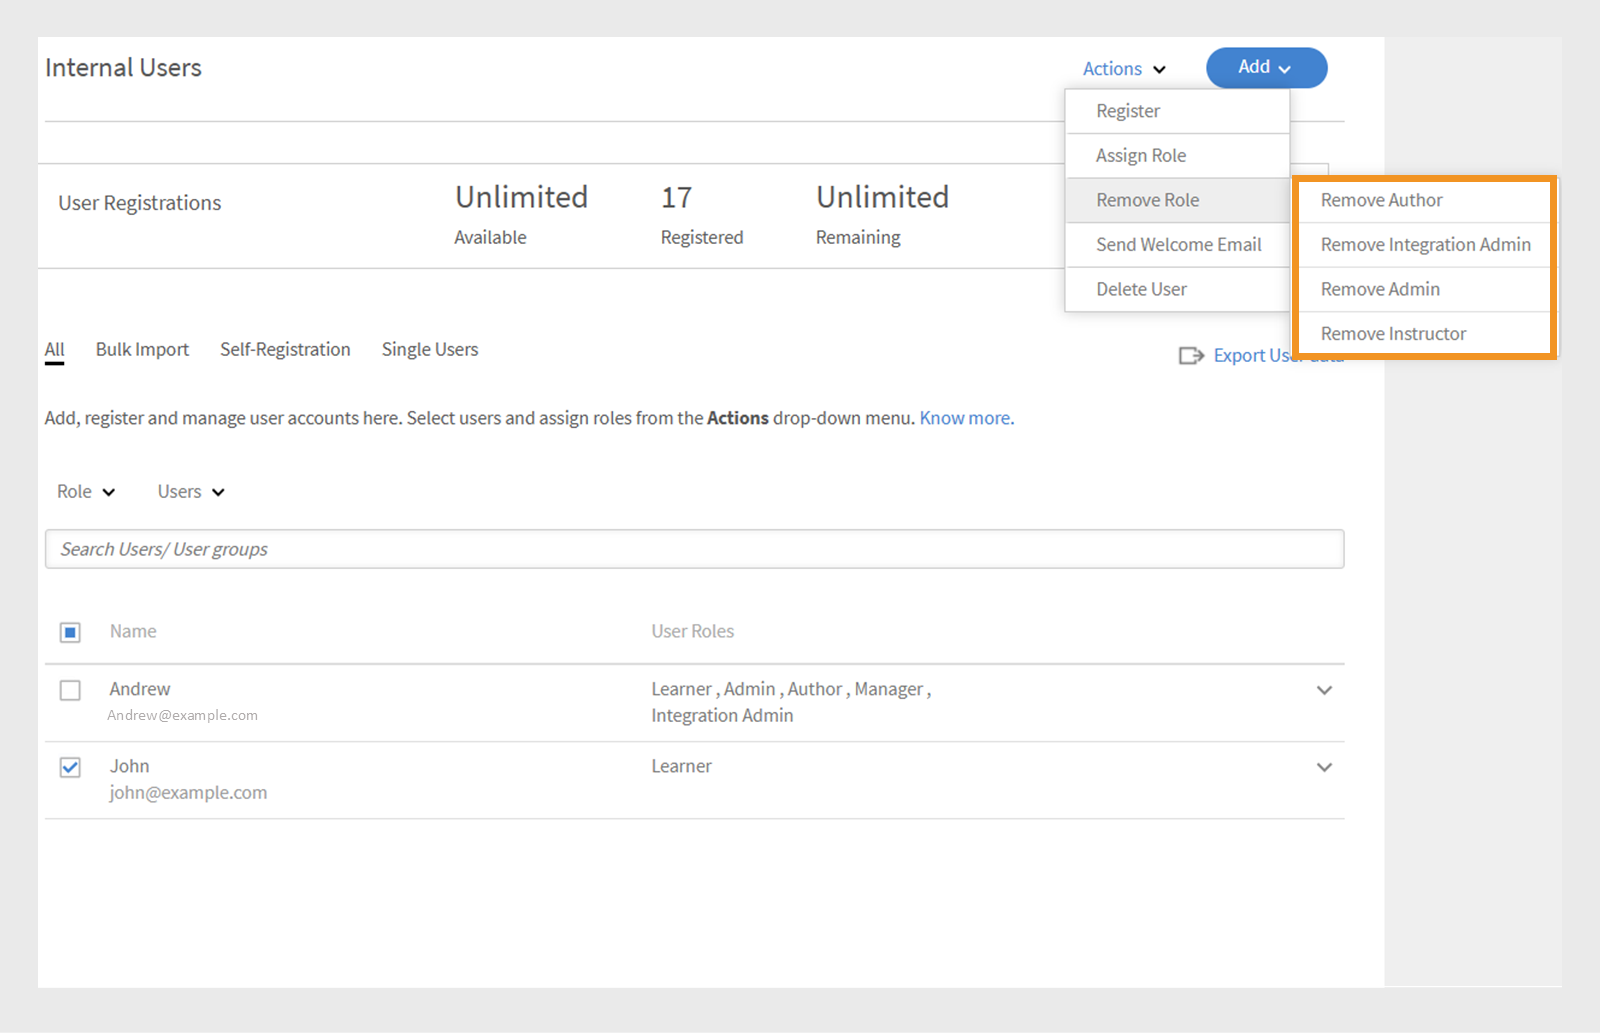 Internal Users
Actions
Add
Register
Assign Role
Remove Role
Send Welcome Email
Delete User
Remove Author
Remove Integration Admin
Remove Admin
Remove Instructor
User Registrations
Unlimited
Available
17
Registered
Unlimited
Remaining
All
Bulk Import
Self-Registration
Single Users
Export User data
Add, register and manage user accounts here. Select users and assign roles from the Actions drop-down menu. Know more.
Role
Users
Search Users/ User groups
Name
User Roles
Andrew
Andrew@example.com
Learner , Admin , Author , Manager ,
Integration Admin
John
john@example.com
Learner